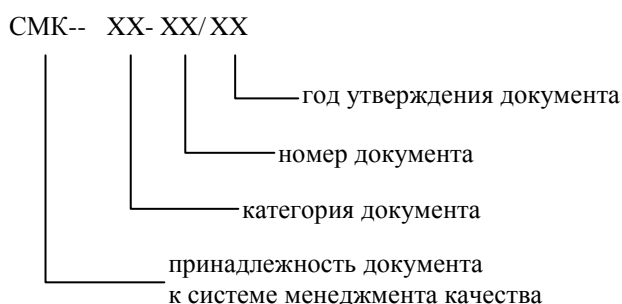 СМК-- XX- XX/ XX
год утверждения документа
номер документа
категория документа
принадлежность документа
к системе менеджмента качества